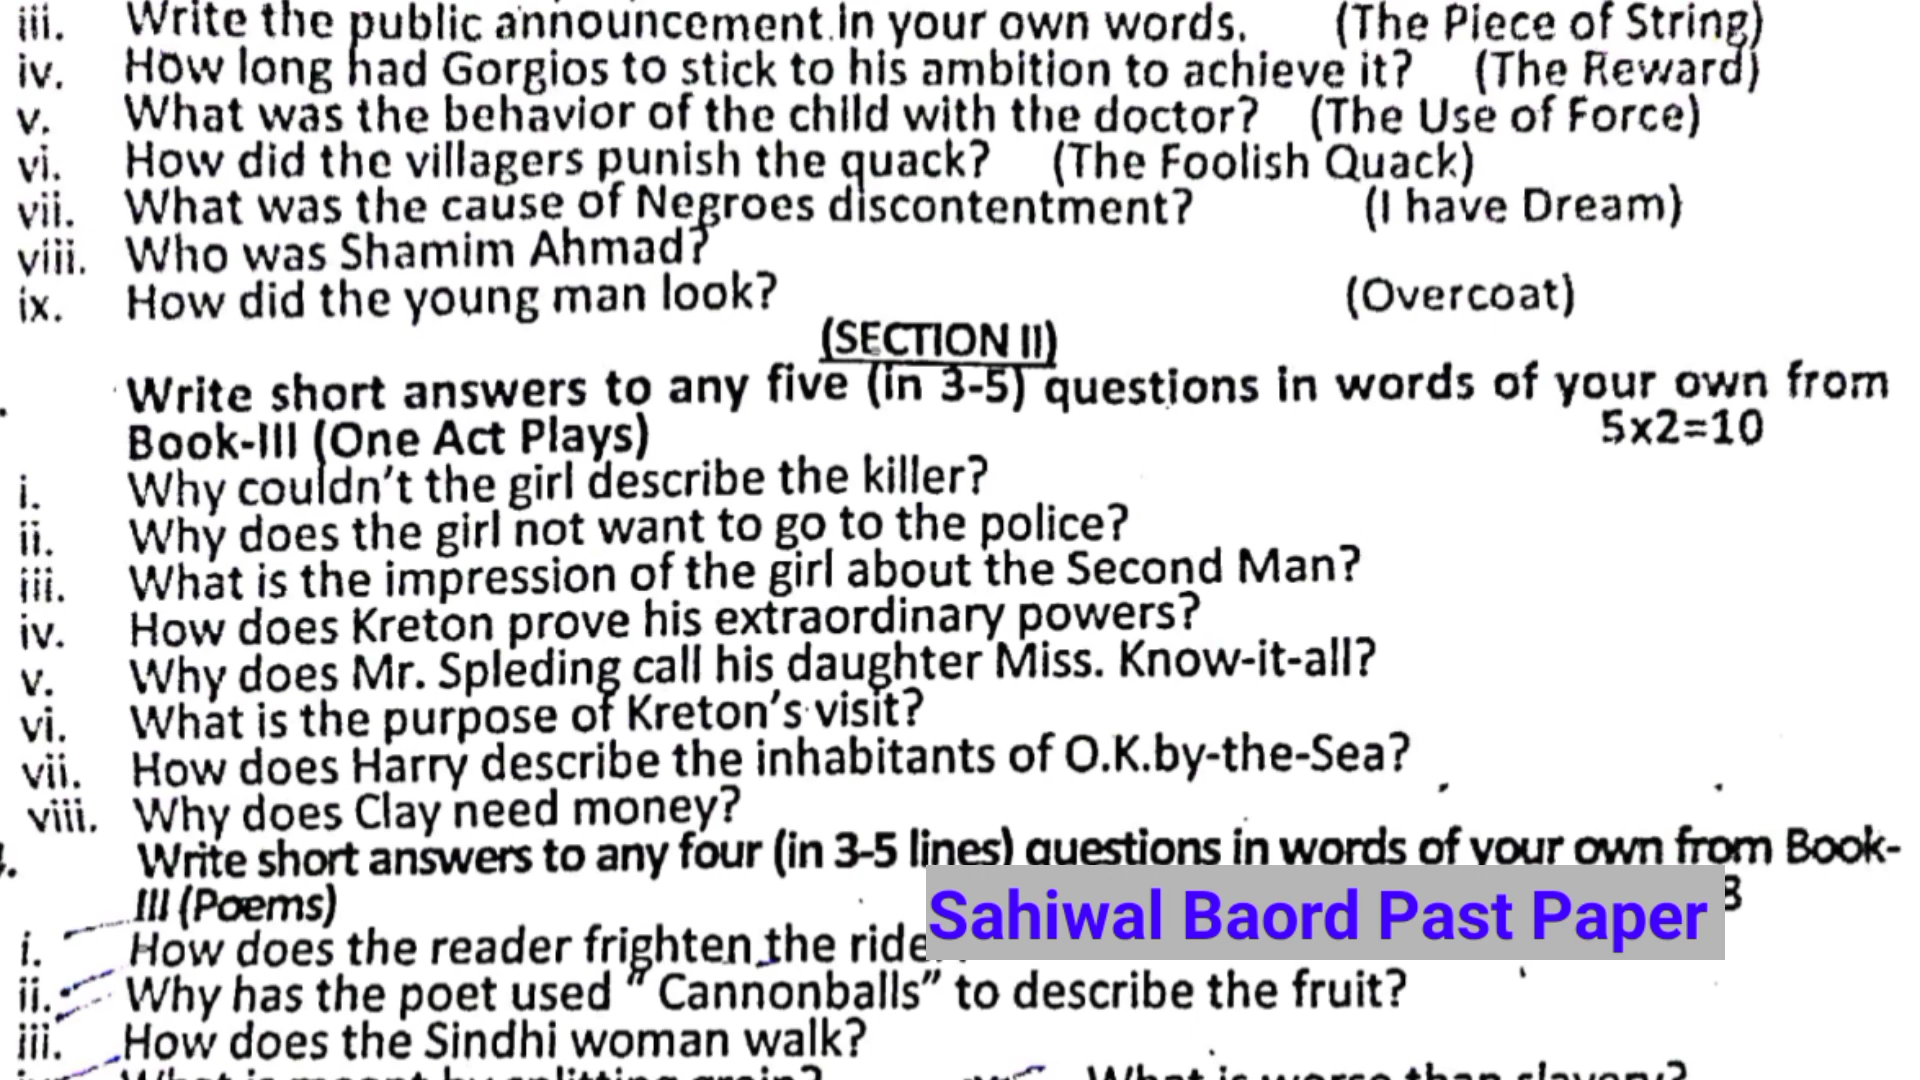 iii. Write the public announcement in your own words. (The Piece of String)
iv. How long had Gorgios to stick to his ambition to achieve it? (The Reward)
v. What was the behavior of the child with the doctor? (The Use of Force)
vi. How did the villagers punish the quack? (The Foolish Quack)
vii. What was the cause of Negroes discontentment? (I have Dream)
viii. Who was Shamim Ahmad?
ix. How did the young man look? (Overcoat)
(SECTION II)
Write short answers to any five (in 3-5) questions in words of your own from
Book-III (One Act Plays) 5x2=10
i. Why couldn't the girl describe the killer?
ii. Why does the girl not want to go to the police?
iii. What is the impression of the girl about the Second Man?
iv. How does Kreton prove his extraordinary powers?
v. Why does Mr. Spleding call his daughter Miss. Know-it-all?
vi. What is the purpose of Kreton's visit?
vii. How does Harry describe the inhabitants of O.K.by-the-Sea?
viii. Why does Clay need money?
Write short answers to any four (in 3-5 lines) questions in words of your own from Book-
III (Poems)
Sahiwal Baord Past Paper
i. How does the reader frighten the
ii. Why has the poet used "Cannonballs" to describe the fruit?
iii. How does the Sindhi woman walk?
What is meant by splitting grain? What is worse than slavery?